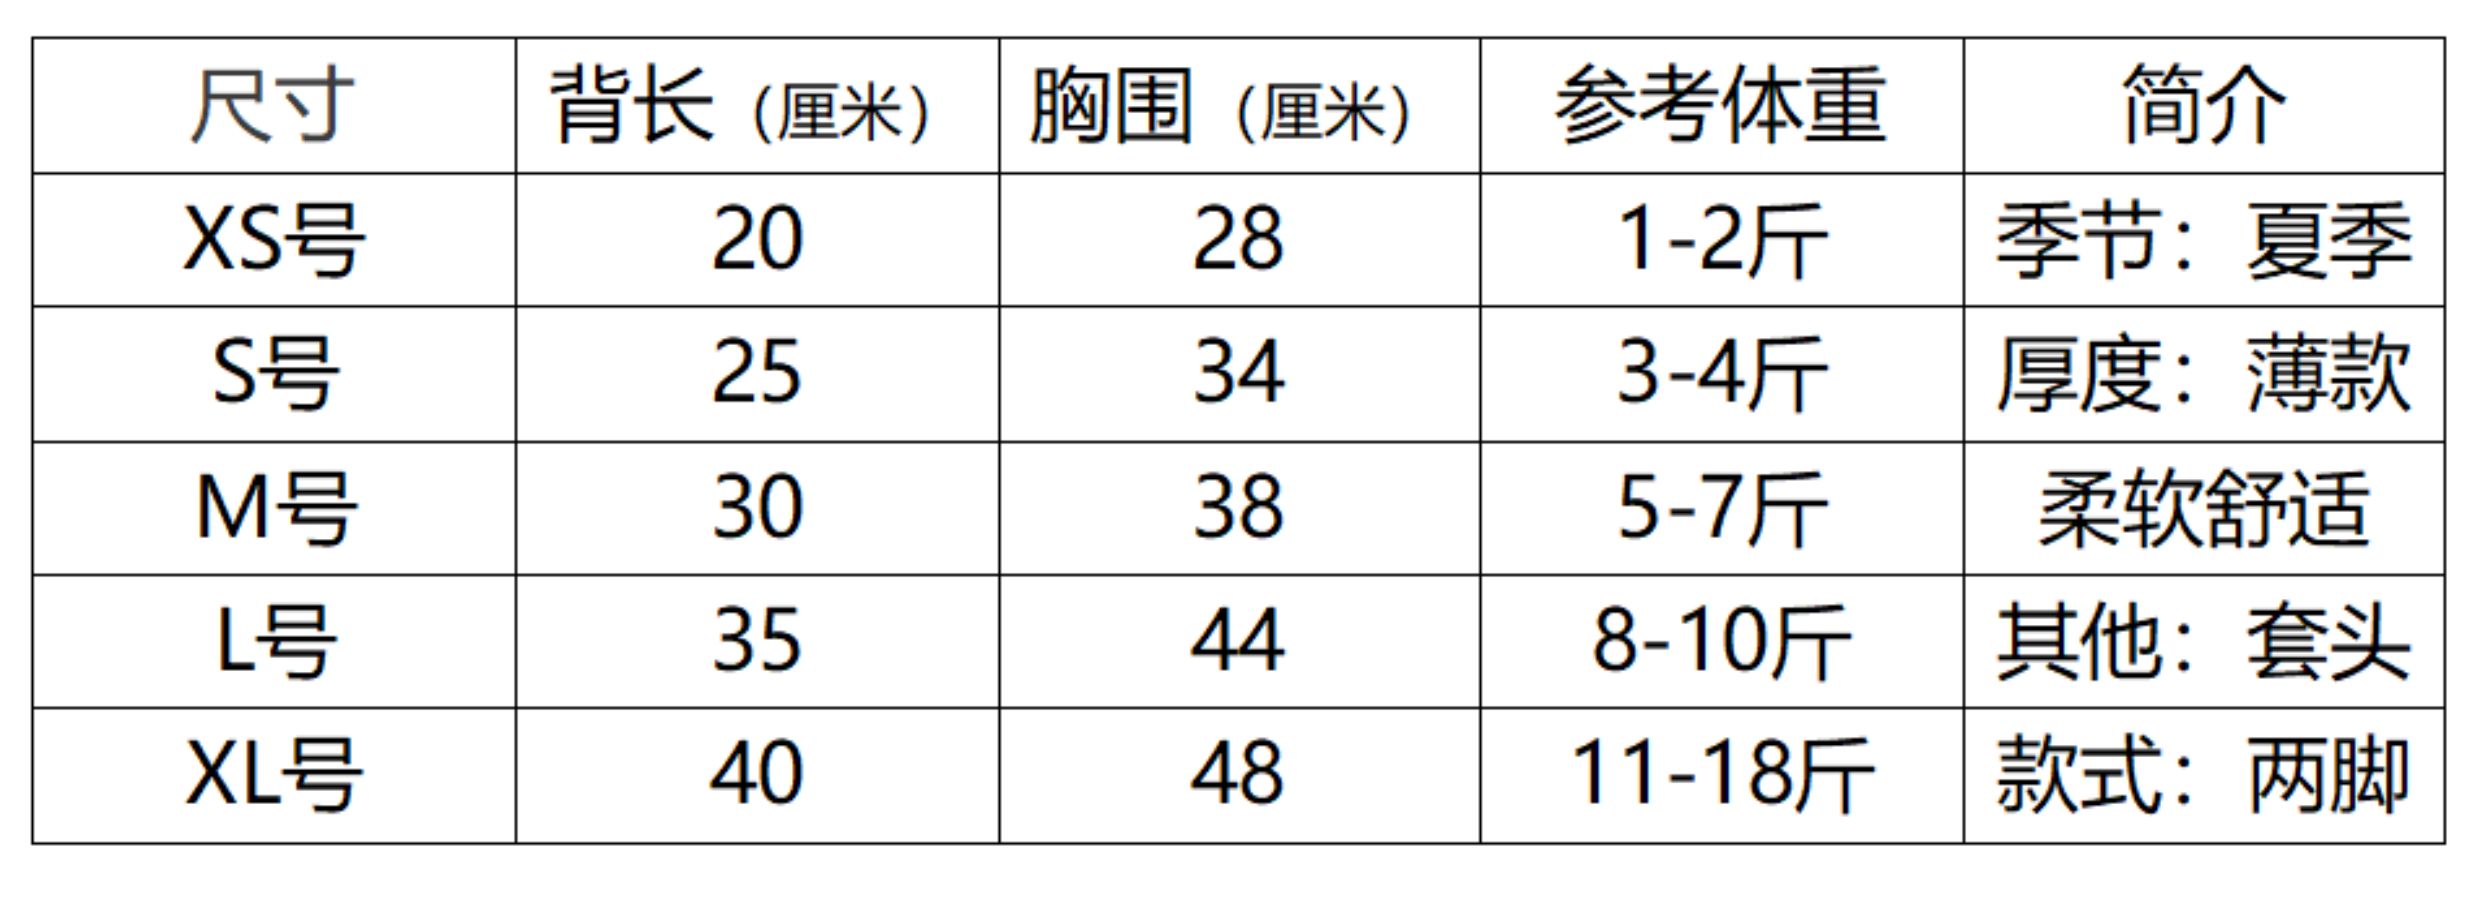 尺寸 背长（厘米） 胸围（厘米） 参考体重 简介
XS号 20 28 1-2斤 季节：夏季
S号 25 34 3-4斤 厚度：薄款
M号 30 38 5-7斤 柔软舒适
L号 35 44 8-10斤 其他：套头
XL号 40 48 11-18斤 款式：两脚